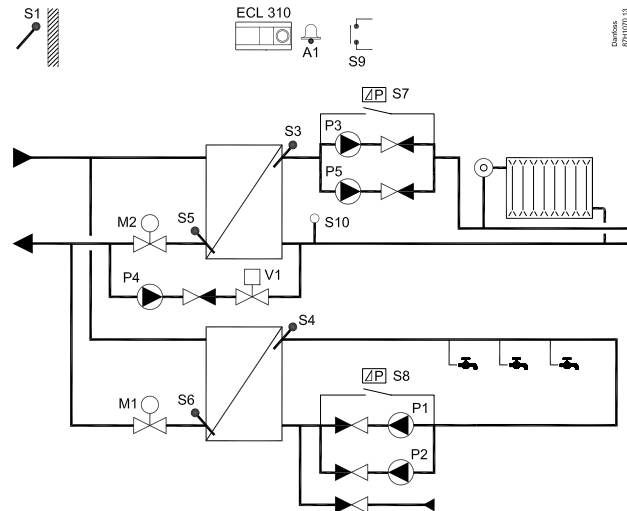 S1
ECL 310
A1
S9
Danfoss
87H1070.13
S3
P3
⊿P S7
P5
M2
S5
S10
P4
V1
S4
⊿P S8
M1
S6
P1
P2